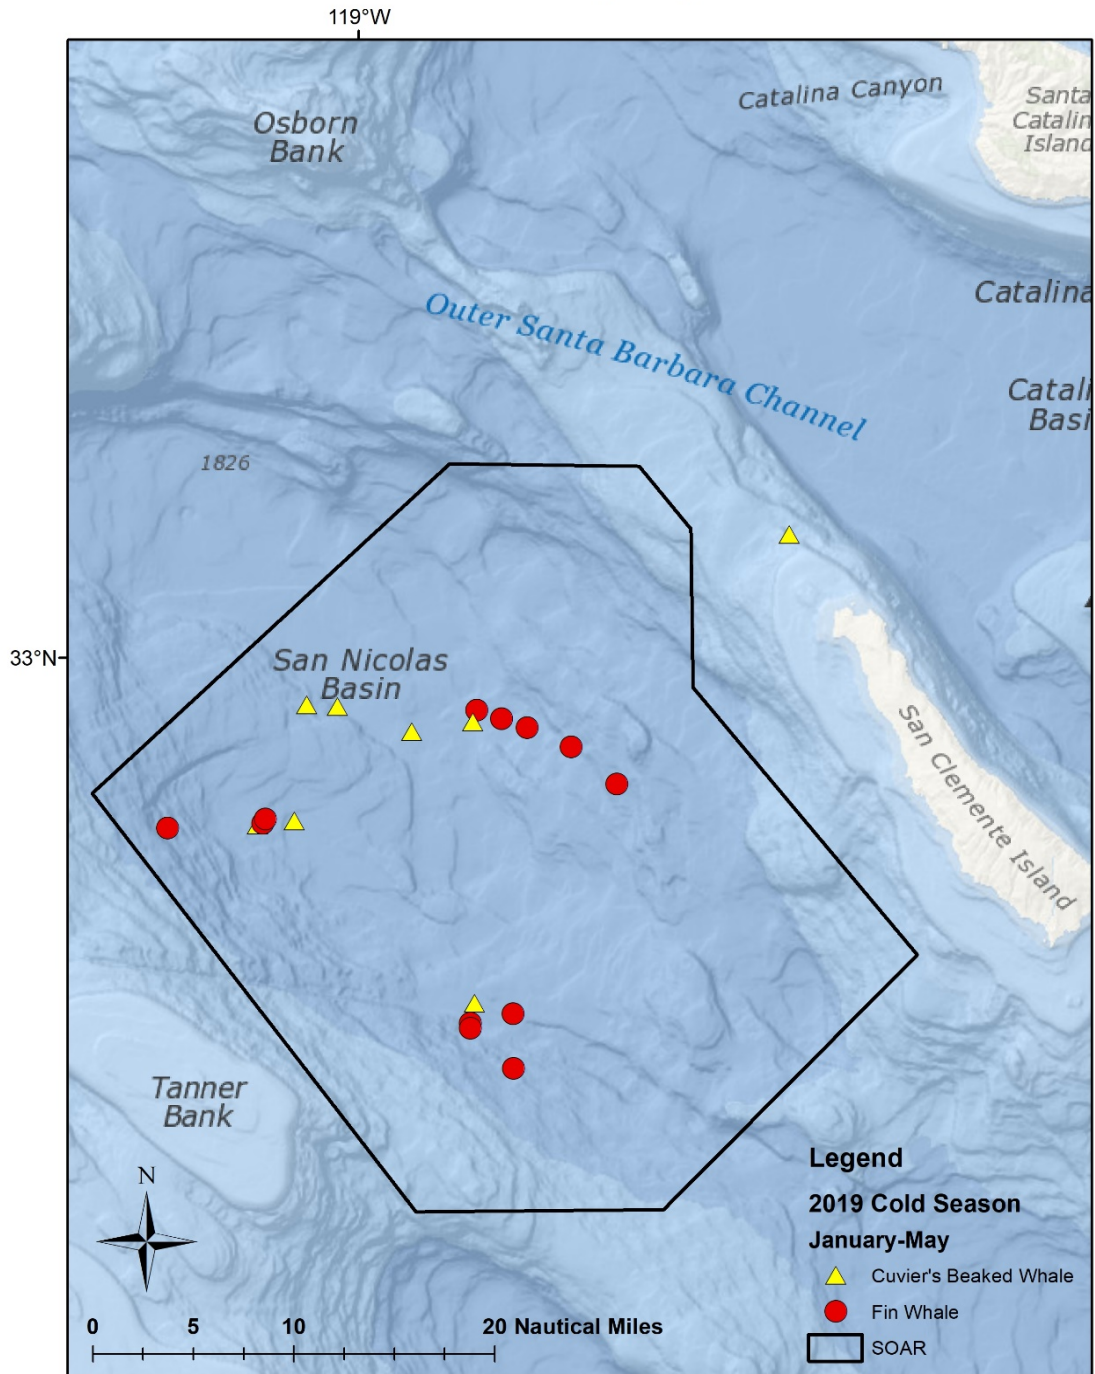 119°W
Catalina Canyon
Santa
Catalin
Island
Osborn
Bank
Catalina
Outer Santa Barbara Channel
Catali
Basi
1826
33°N
San Nicolas
Basin
San Clemente Island
Tanner
Bank
N
Legend
2019 Cold Season
January-May
Cuvier's Beaked Whale
Fin Whale
SOAR
0 5 10 20 Nautical Miles